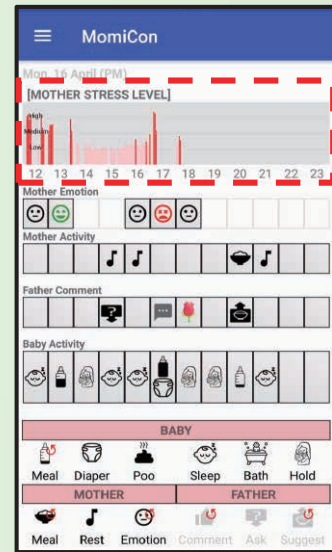 MomiCon
Mon, 16 April (PM)
[MOTHER STRESS LEVEL]
High
Medium
Low
12 13 14 15 16 17 18 19 20 21 22 23
Mother Emotion
Mother Activity
Father Comment
Baby Activity
BABY
Meal Diaper Poo Sleep Bath Hold
MOTHER FATHER
Meal Rest Emotion Comment Ask Suggest